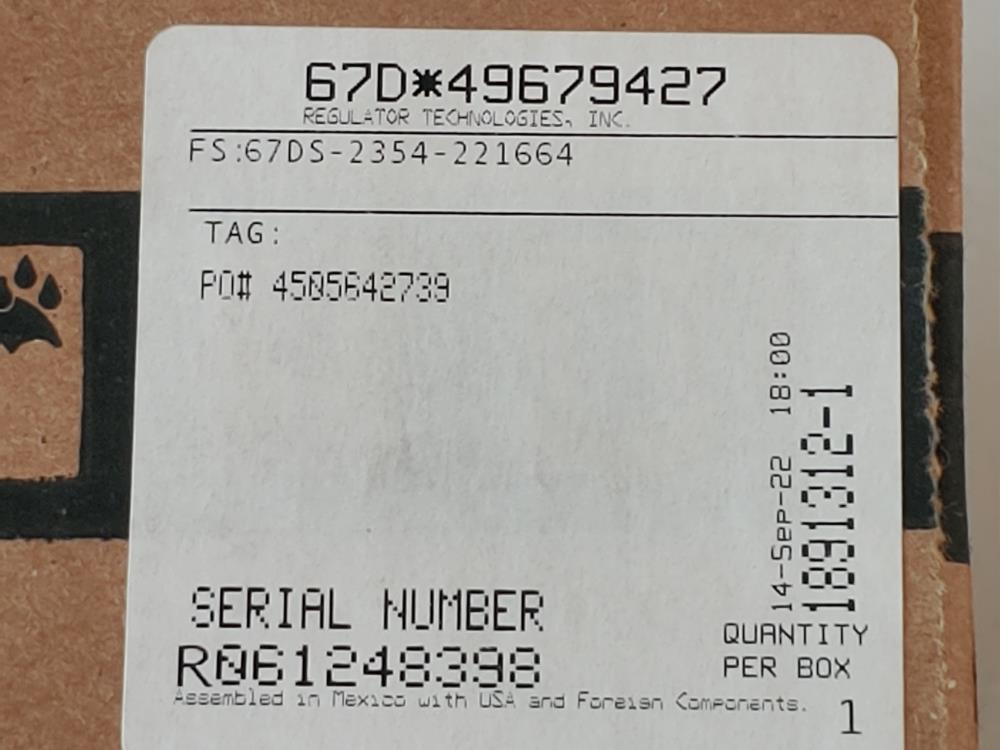 67D*49679427
REGULATOR TECHNOLOGIES, INC.
FS:67DS-2354-221664
TAG:
PO# 4505642739
14-Sep-22 18:00
1891312-1
SERIAL NUMBER
R061248398
QUANTITY
PER BOX
1
Assembled in Mexico with USA and Foreign Components.